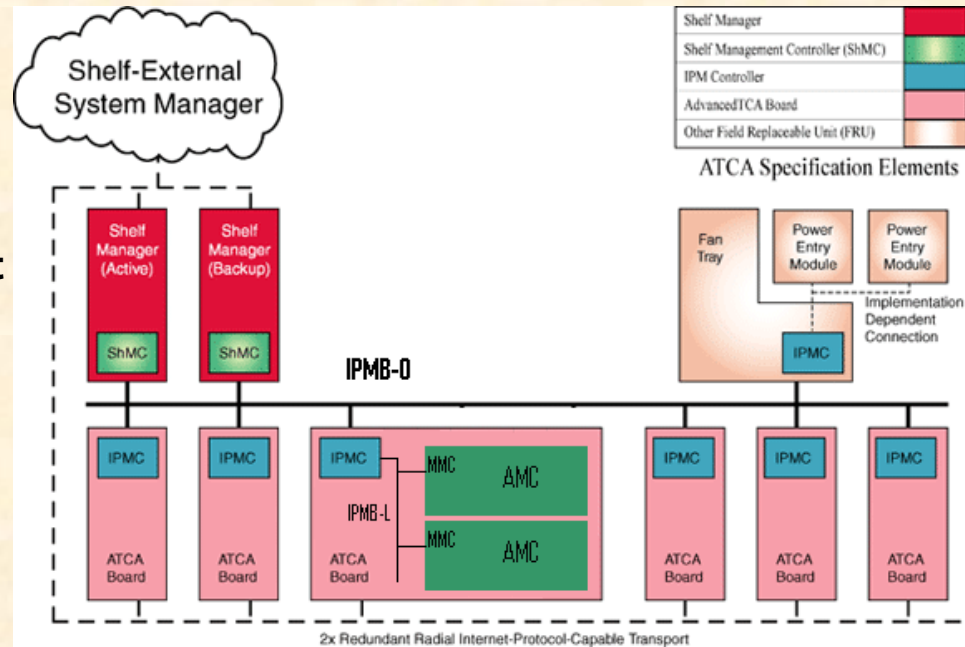 Shelf-External
System Manager
Shelf Manager
Shelf Management Controller (ShMC)
IPM Controller
AdvancedTCA Board
Other Field Replaceable Unit (FRU)
ATCA Specification Elements
t
Shelf
Manager
(Active)
ShMC
Shelf
Manager
(Backup)
ShMC
Fan
Tray
Power
Entry
Module
Power
Entry
Module
Implementation
Dependent
Connection
IPMC
IPMB-0
IPMC
ATCA
Board
IPMC
ATCA
Board
IPMC
IPMB-L
ATCA
Board
MMC
AMC
MMC
AMC
IPMC
ATCA
Board
IPMC
ATCA
Board
IPMC
ATCA
Board
2x Redundant Radial Internet-Protocol-Capable Transport